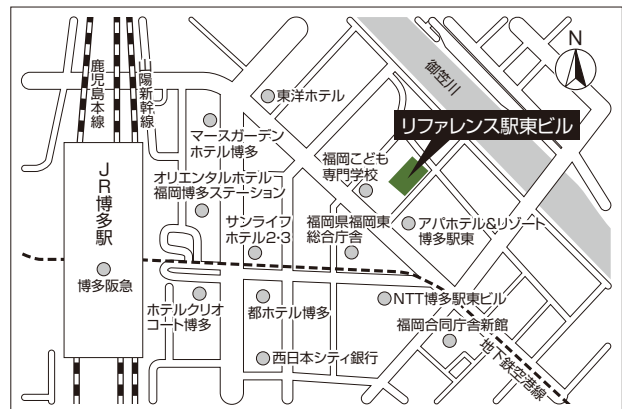 N
御笠川
鹿児島本線
山陽新幹線
東洋ホテル
リファレンス駅東ビル
マースガーデン
ホテル博多
福岡こども
専門学校
JR博多駅
オリエンタルホテル
福岡博多ステーション
サンライフ
ホテル2・3
福岡県福岡東
総合庁舎
アパホテル&リゾート
博多駅東
博多阪急
ホテルクリオ
コート博多
都ホテル博多
NTT博多駅東ビル
福岡合同庁舎新館
西日本シティ銀行
地下鉄空港線